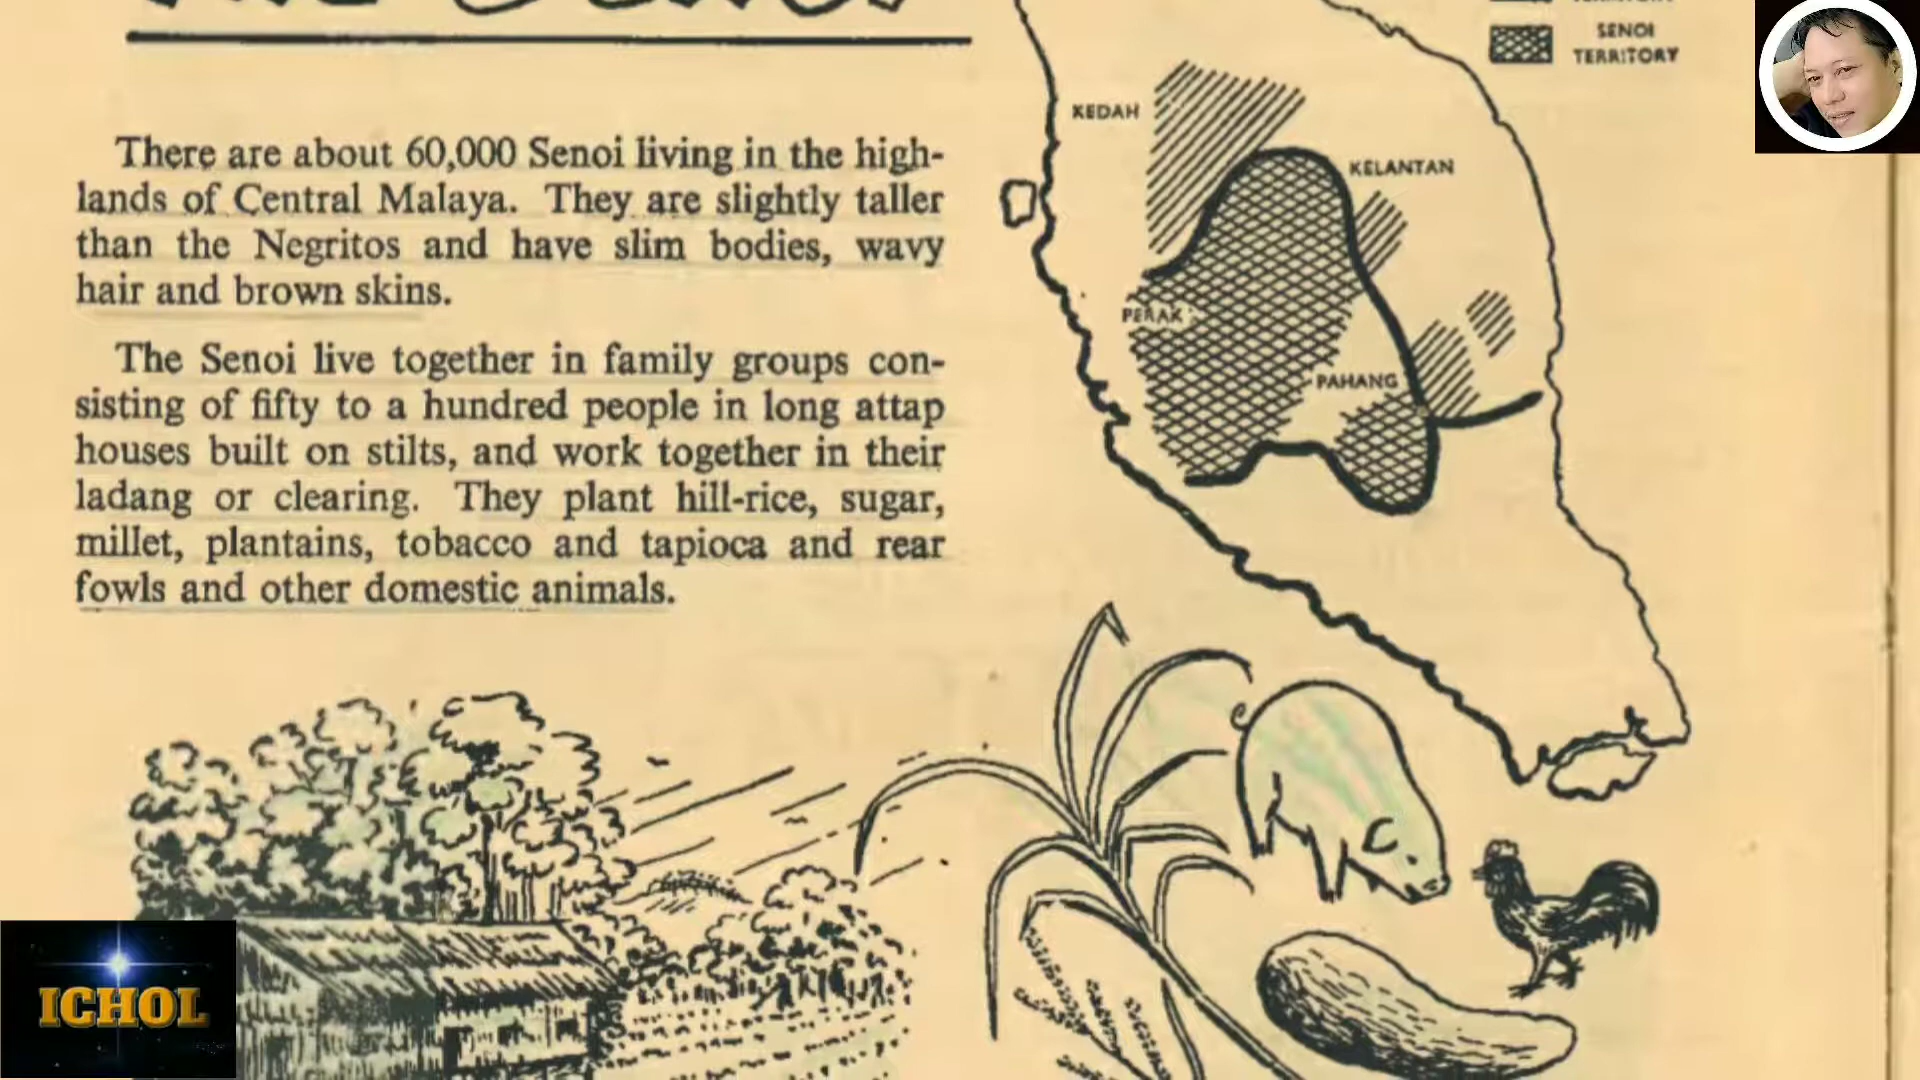 The Senoi
TERRITORY
SENOI
TERRITORY
There are about 60,000 Senoi living in the high-
lands of Central Malaya. They are slightly taller
than the Negritos and have slim bodies, wavy
hair and brown skins.
The Senoi live together in family groups con-
sisting of fifty to a hundred people in long attap
houses built on stilts, and work together in their
ladang or clearing. They plant hill-rice, sugar,
millet, plantains, tobacco and tapioca and rear
fowls and other domestic animals.
KEDAH
KELANTAN
PERAK
PAHANG
ICHOL